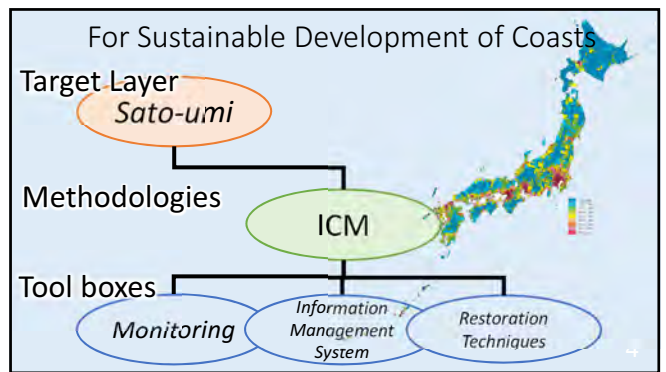 For Sustainable Development of Coasts
Target Layer
Sato-umi
Methodologies
ICM
Tool boxes
Monitoring
Information
Management
System
Restoration
Techniques
4